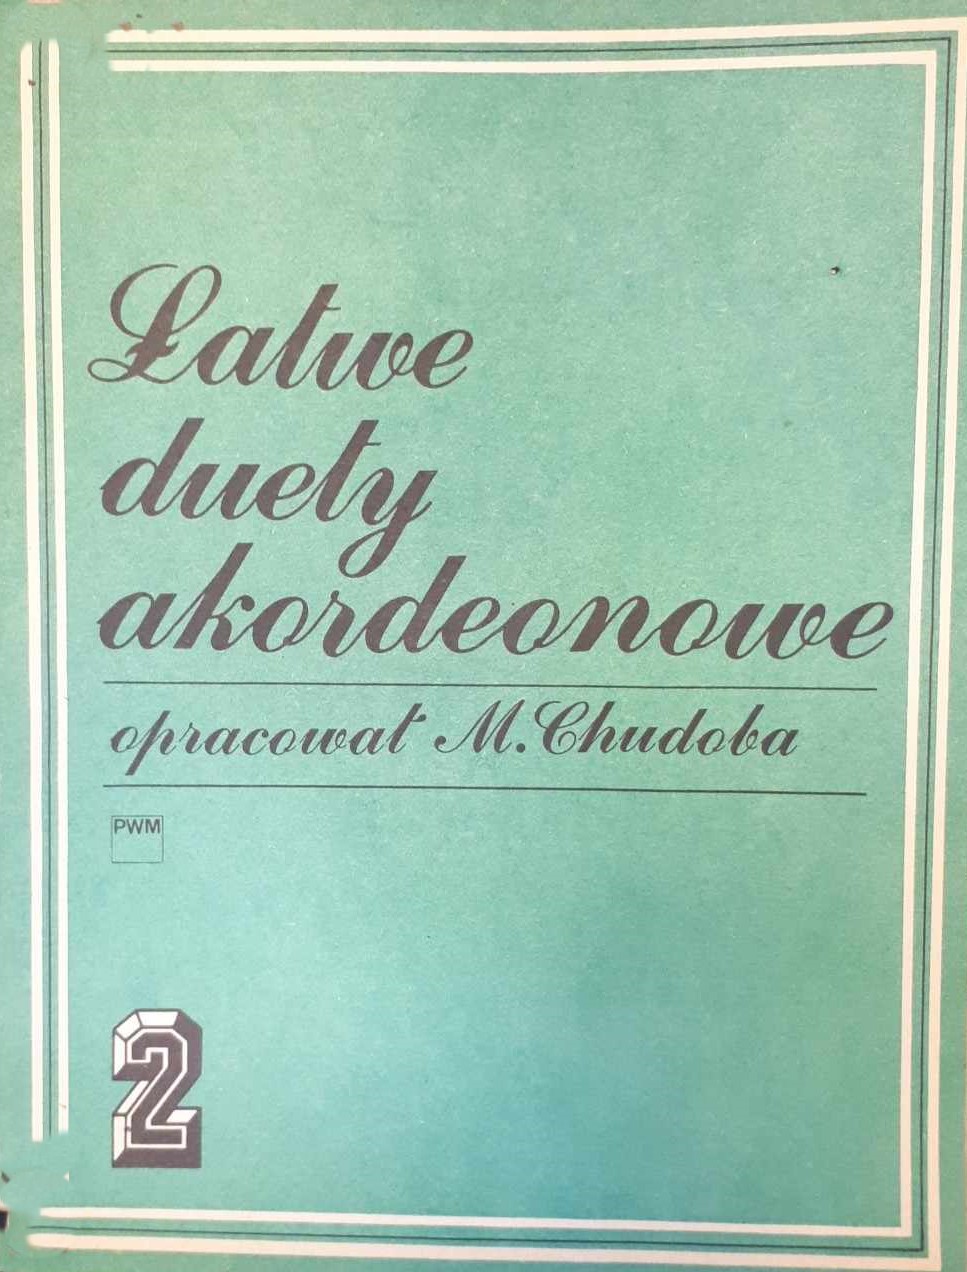 Łatwe
duety
akordeonowe
opracował M. Chudoba
PWM
2